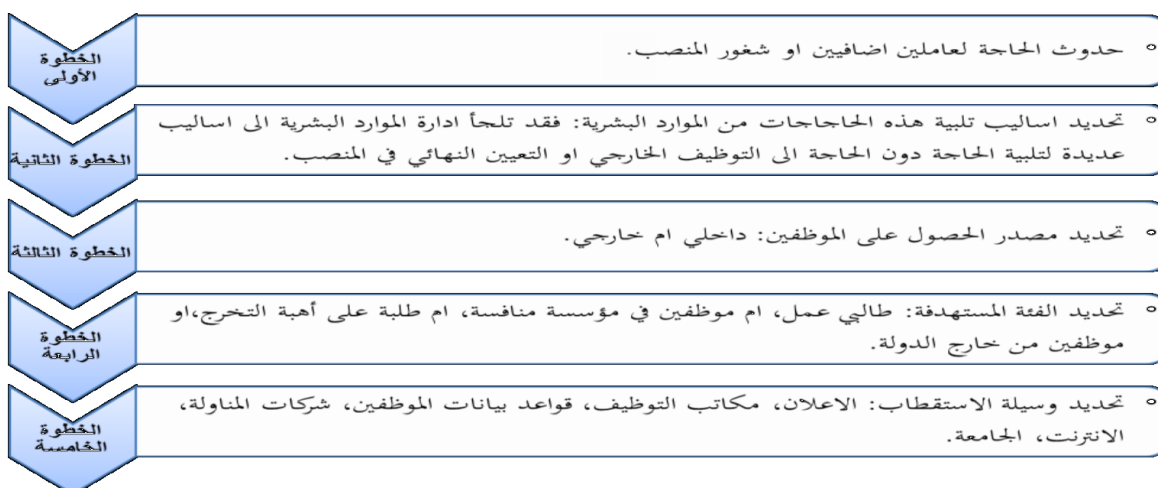 الخطوة
الأولى
حدوث الحاجة لعاملين اضافيين او شغور المنصب.
الخطوة الثانية
تحديد اساليب تلبية هذه الحاجاجات من الموارد البشرية: فقد تلجأ ادارة الموارد البشرية الى اساليب
عديدة لتلبية الحاجة دون الحاجة الى التوظيف الخارجي او التعيين النهائي في المنصب.
الخطوة الثالثة
تحديد مصدر الحصول على الموظفين: داخلي ام خارجي.
الخطوة
الرابعة
تحديد الفئة المستهدفة: طالبي عمل، ام موظفين في مؤسسة منافسة، ام طلبة على أهبة التخرج،او
موظفين من خارج الدولة.
الخطوة
الخامسة
تحديد وسيلة الاستقطاب: الاعلان، مكاتب التوظيف، قواعد بيانات الموظفين، شركات المناولة،
الانترنت، الجامعة.